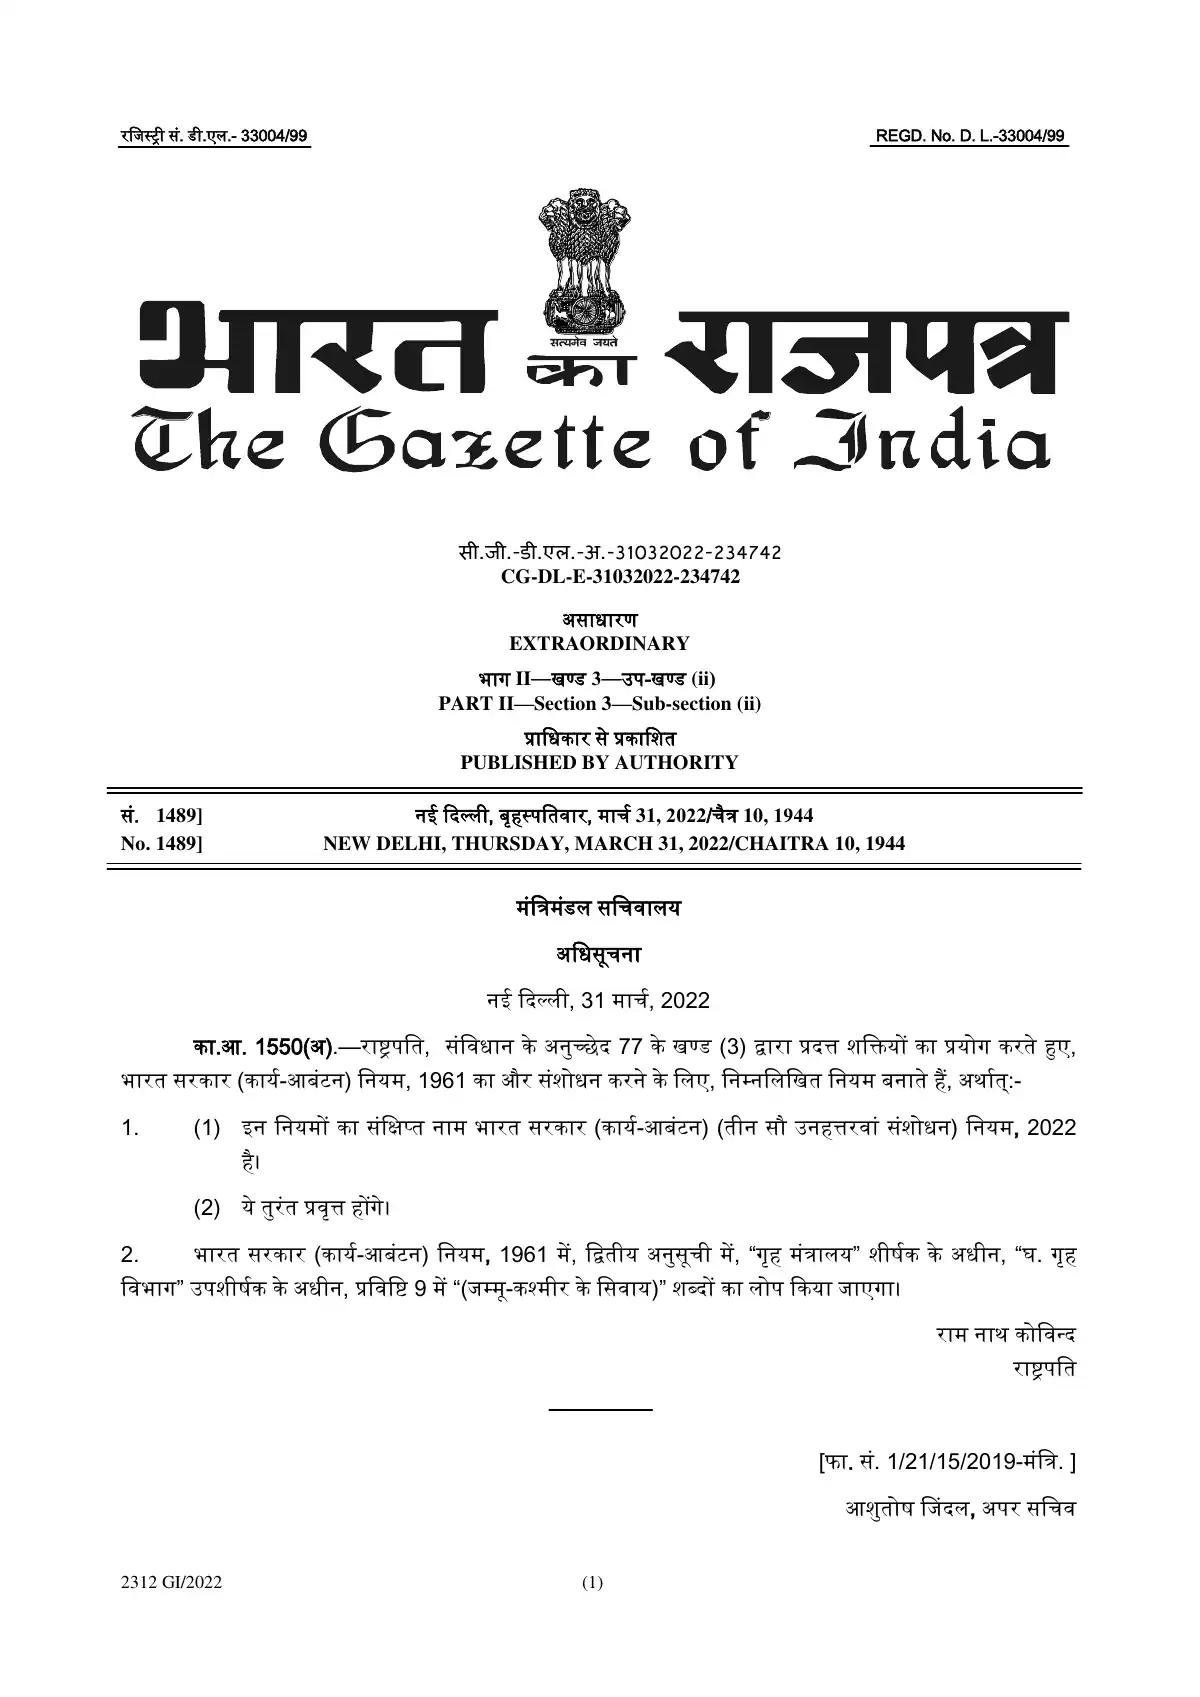 रजिस्ट्री सं. डी.एल.- 33004/99
REGD. No. D. L.-33004/99
सत्यमेव जयते
भारत का राजपत्र
The Gazette of India
सी.जी.-डी.एल.-अ.-31032022-234742
CG-DL-E-31032022-234742
असाधारण
EXTRAORDINARY
भाग II—खण्ड 3—उप-खण्ड (ii)
PART II—Section 3—Sub-section (ii)
प्राधिकार से प्रकाशित
PUBLISHED BY AUTHORITY
सं. 1489] नई दिल्ली, बृहस्पतिवार, मार्च 31, 2022/चैत्र 10, 1944
No. 1489] NEW DELHI, THURSDAY, MARCH 31, 2022/CHAITRA 10, 1944
मंत्रिमंडल सचिवालय
अधिसूचना
नई दिल्ली, 31 मार्च, 2022
का.आ. 1550(अ).—राष्ट्रपति, संविधान के अनुच्छेद 77 के खण्ड (3) द्वारा प्रदत्त शक्तियों का प्रयोग करते हुए,
भारत सरकार (कार्य-आबंटन) नियम, 1961 का और संशोधन करने के लिए, निम्नलिखित नियम बनाते हैं, अर्थात्:-
1. (1) इन नियमों का संक्षिप्त नाम भारत सरकार (कार्य-आबंटन) (तीन सौ उनहत्तरवां संशोधन) नियम, 2022
है।
(2) ये तुरंत प्रवृत्त होंगे।
2. भारत सरकार (कार्य-आबंटन) नियम, 1961 में, द्वितीय अनुसूची में, “गृह मंत्रालय” शीर्षक के अधीन, “घ. गृह
विभाग” उपशीर्षक के अधीन, प्रविष्टि 9 में “(जम्मू-कश्मीर के सिवाय)” शब्दों का लोप किया जाएगा।
राम नाथ कोविन्द
राष्ट्रपति
[फा. सं. 1/21/15/2019-मंत्रि. ]
आशुतोष जिंदल, अपर सचिव
2312 GI/2022 (1)